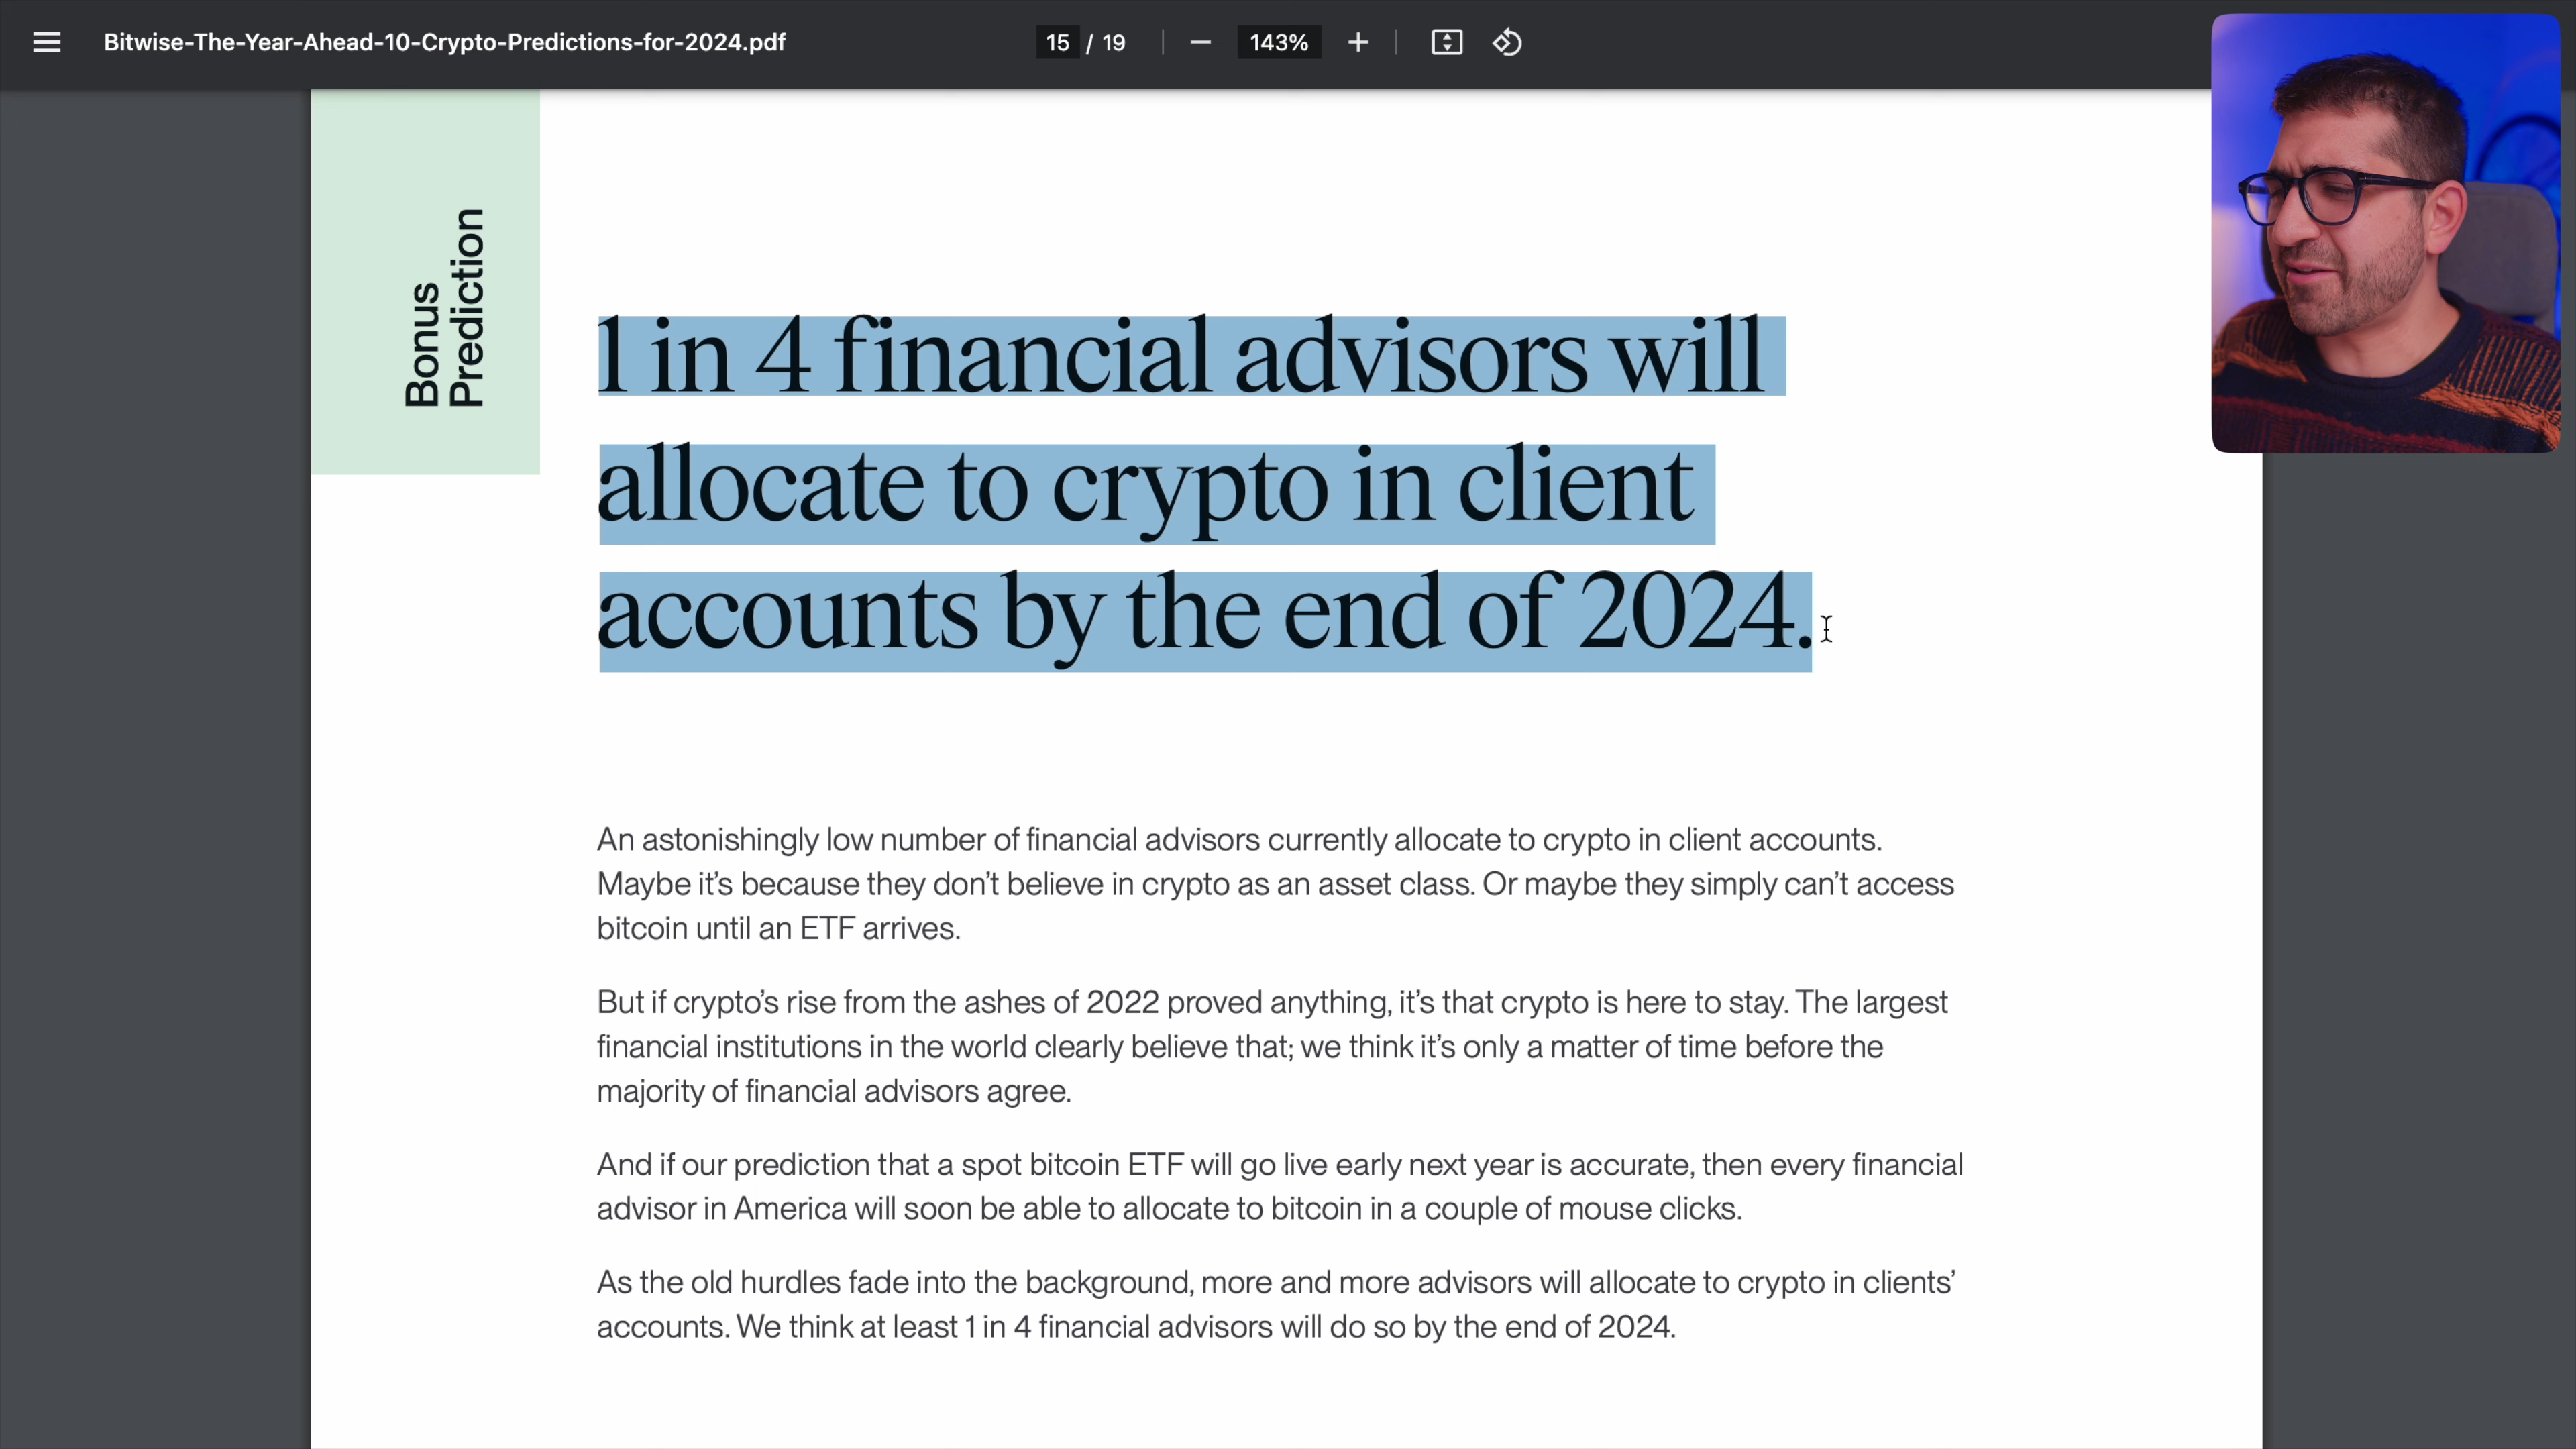 Bitwise-The-Year-Ahead-10-Crypto-Predictions-for-2024.pdf
15 / 19
143%
Bonus
Prediction
1 in 4 financial advisors will
allocate to crypto in client
accounts by the end of 2024.
An astonishingly low number of financial advisors currently allocate to crypto in client accounts.
Maybe it’s because they don’t believe in crypto as an asset class. Or maybe they simply can’t access
bitcoin until an ETF arrives.
But if crypto’s rise from the ashes of 2022 proved anything, it’s that crypto is here to stay. The largest
financial institutions in the world clearly believe that; we think it’s only a matter of time before the
majority of financial advisors agree.
And if our prediction that a spot bitcoin ETF will go live early next year is accurate, then every financial
advisor in America will soon be able to allocate to bitcoin in a couple of mouse clicks.
As the old hurdles fade into the background, more and more advisors will allocate to crypto in clients’
accounts. We think at least 1 in 4 financial advisors will do so by the end of 2024.